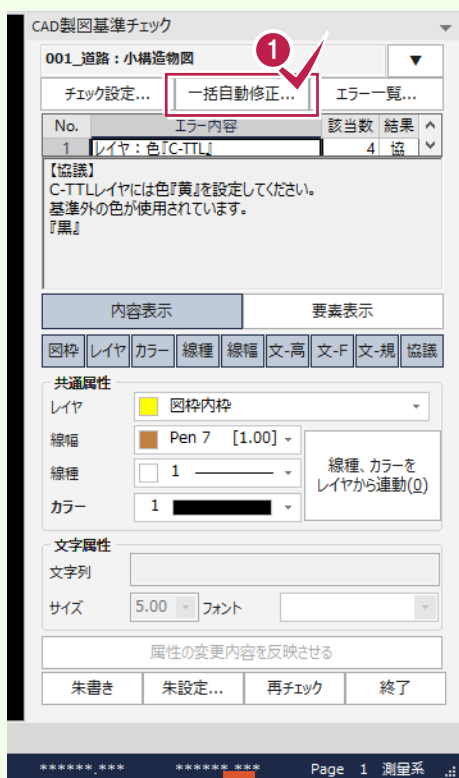 CAD製図基準チェック
001_道路:小構造物図 ▼
1
チェック設定... 一括自動修正... エラー一覧...
No. エラー内容 該当数 結果
1 レイヤ:色『C-TTL』 4 協
【協議】
C-TTLレイヤには色『黄』を設定してください。
基準外の色が使用されています。
『黒』
内容表示 要素表示
図枠 レイヤ カラー 線種 線幅 文-高 文-F 文-規 協議
共通属性
レイヤ 図枠内枠
線幅 Pen 7 [1.00]
線種 1
線種、カラーを
レイヤから連動(0)
カラー 1
文字属性
文字列
サイズ 5.00 フォント
属性の変更内容を反映させる
朱書き 朱設定... 再チェック 終了
******.*** ******.*** Page 1 測量系